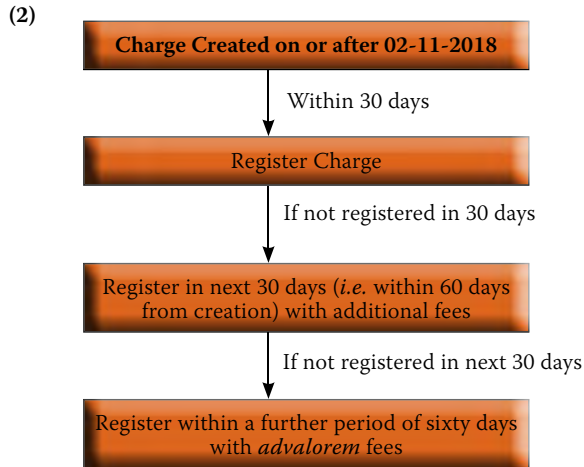 (2)
Charge Created on or after 02-11-2018
Within 30 days
Register Charge
If not registered in 30 days
Register in next 30 days (i.e. within 60 days
from creation) with additional fees
If not registered in next 30 days
Register within a further period of sixty days
with advalorem fees